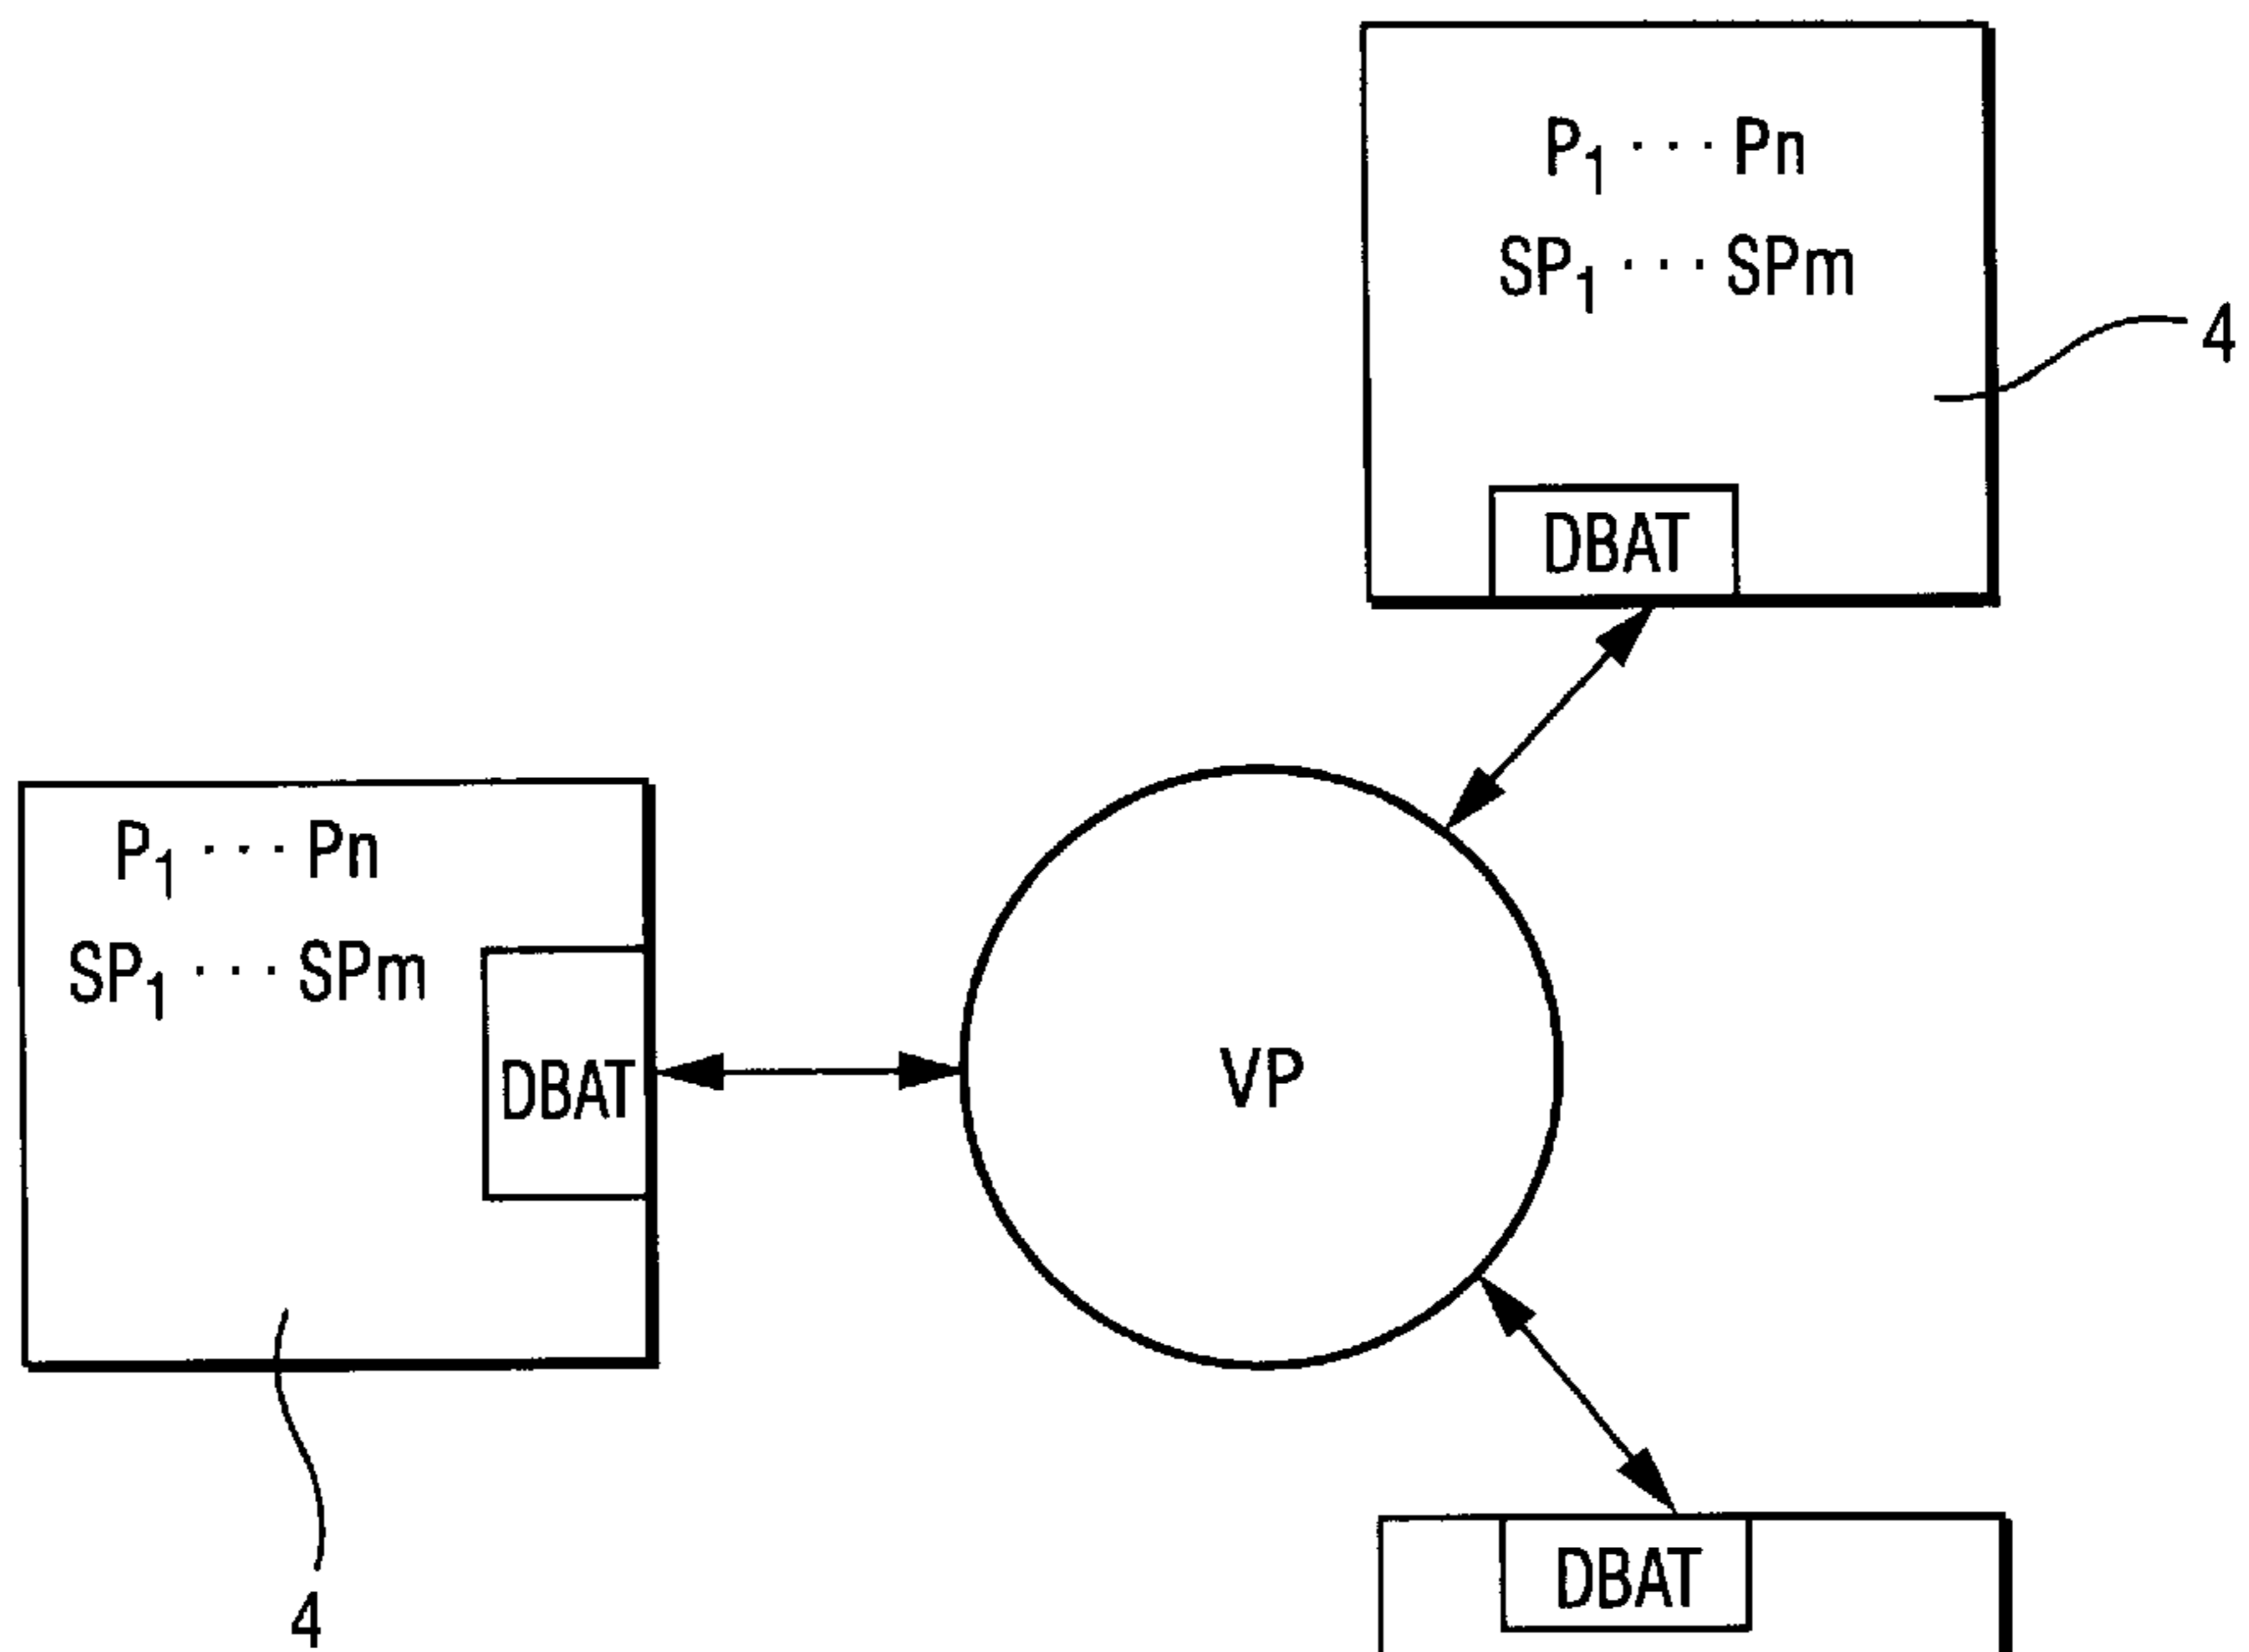 P₁ ··· Pn
SP₁ ··· SPm
4
DBAT
P₁ ··· Pn
SP₁ ··· SPm
DBAT
VP
4
DBAT